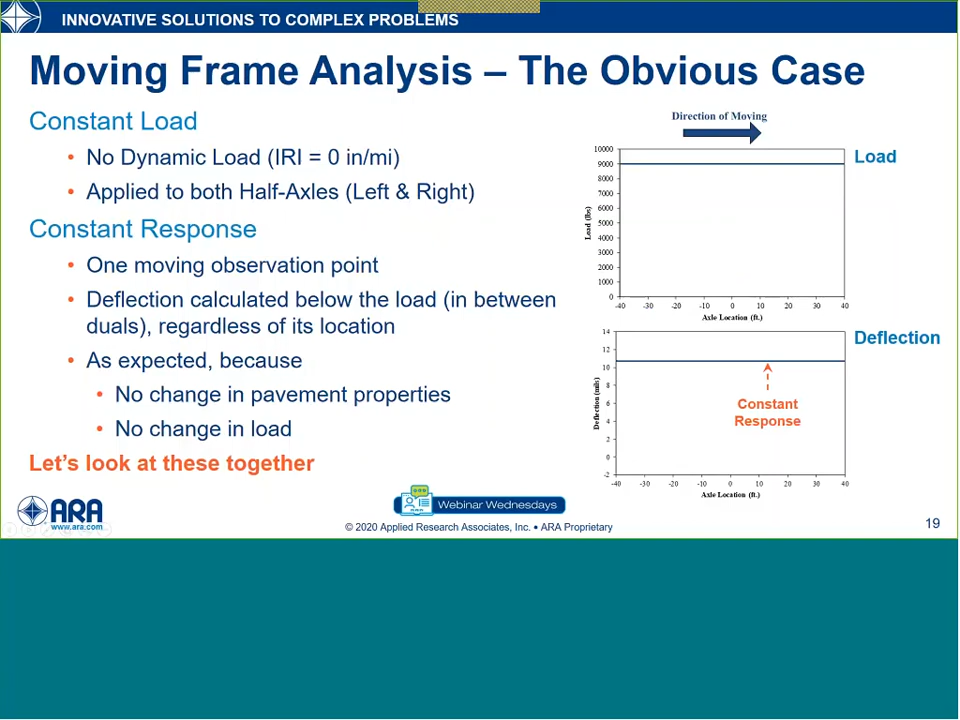 INNOVATIVE SOLUTIONS TO COMPLEX PROBLEMS
Moving Frame Analysis – The Obvious Case
Constant Load
• No Dynamic Load (IRI = 0 in/mi)
• Applied to both Half-Axles (Left & Right)
Constant Response
• One moving observation point
• Deflection calculated below the load (in between
duals), regardless of its location
• As expected, because
• No change in pavement properties
• No change in load
Let's look at these together
Direction of Moving
Load
10000
9000
8000
7000
6000
5000
4000
3000
2000
1000
0
Load (lbs)
-40 -30 -20 -10 0 10 20 30 40
Axle Location (ft.)
Deflection
14
12
10
8
6
4
2
0
-2
Deflection (mils)
Constant
Response
-40 -30 -20 -10 0 10 20 30 40
Axle Location (ft.)
ARA
www.ara.com
Webinar Wednesdays
© 2020 Applied Research Associates, Inc. • ARA Proprietary
19